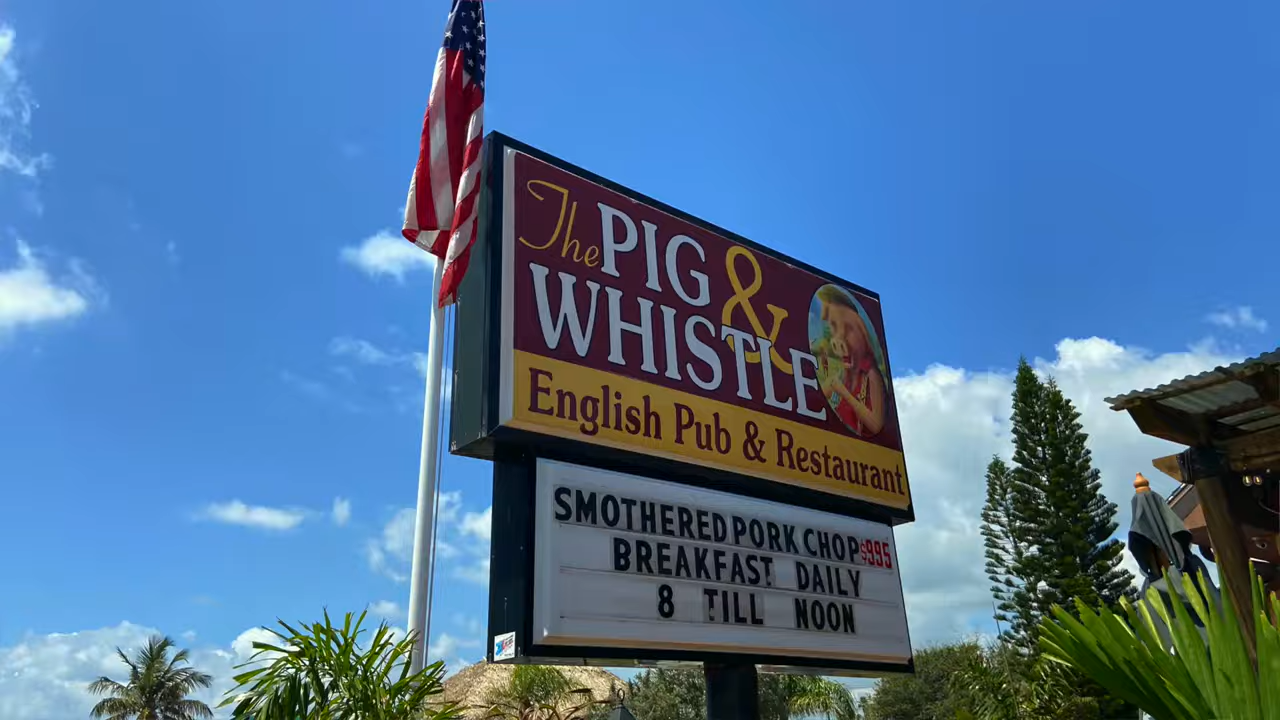 The PIG &
WHISTLE
English Pub & Restaurant
SMOTHERED PORK CHOP $995
BREAKFAST DAILY
8 TILL NOON